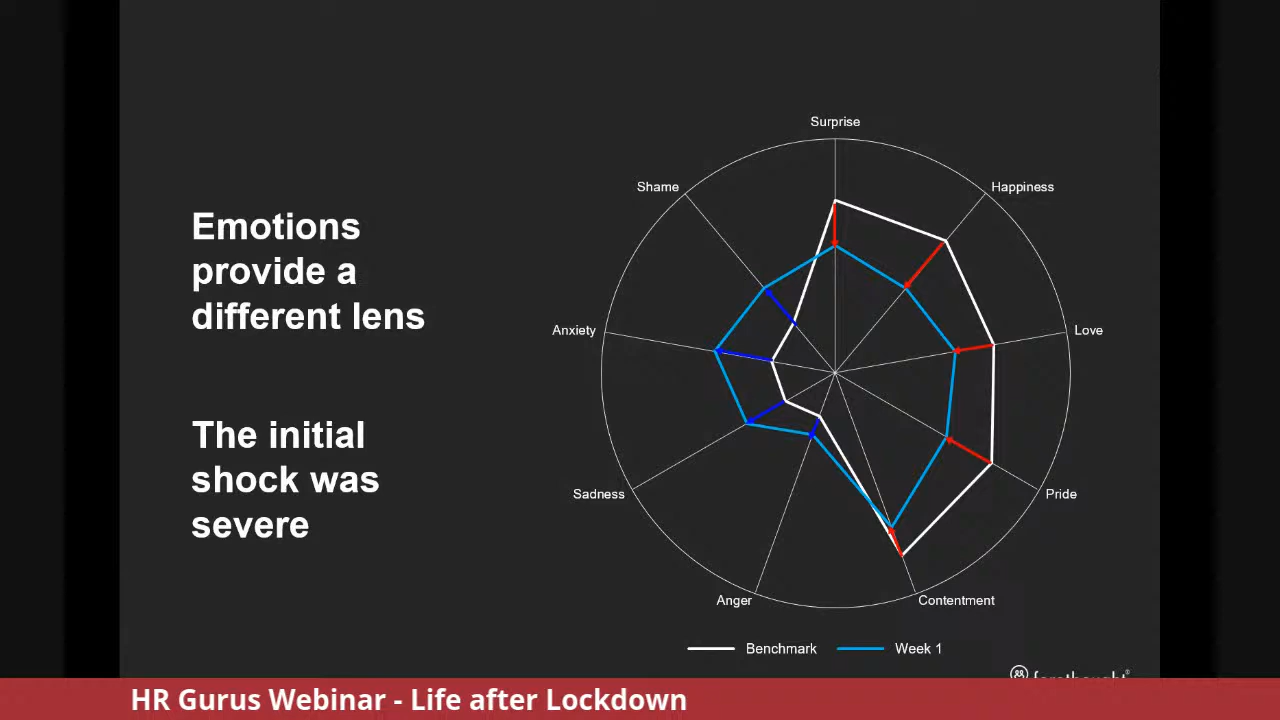 Emotions
provide a
different lens
The initial
shock was
severe
Surprise
Shame
Happiness
Anxiety
Love
Sadness
Pride
Anger
Contentment
Benchmark
Week 1
HR Gurus Webinar - Life after Lockdown